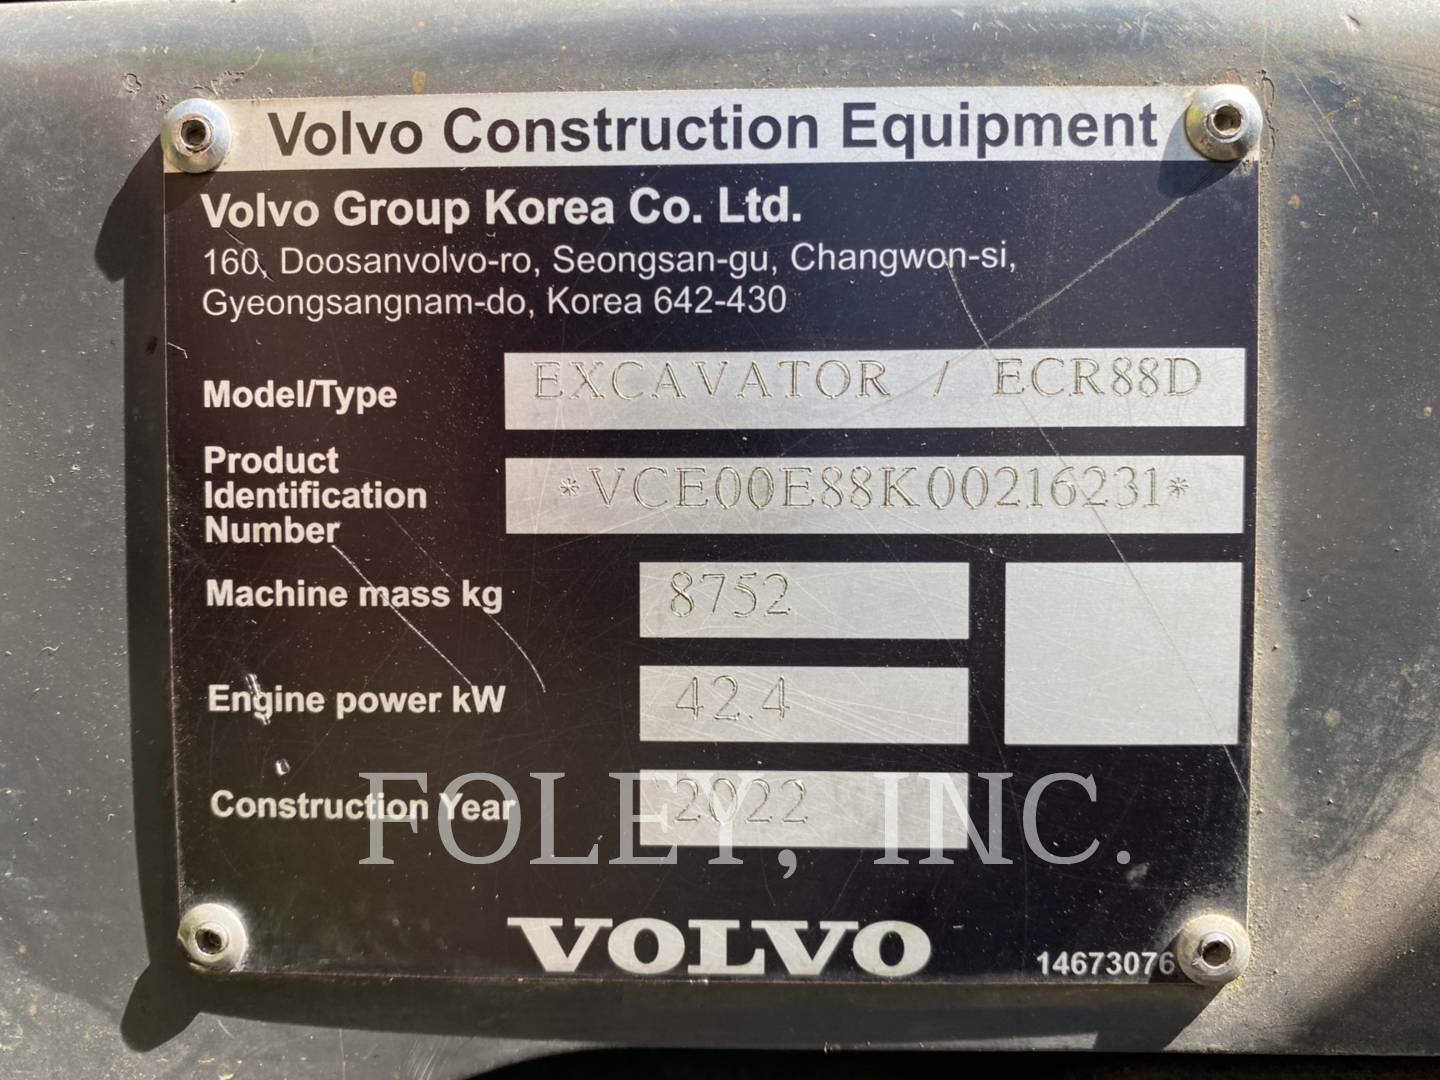 Volvo Construction Equipment
Volvo Group Korea Co. Ltd.
160, Doosanvolvo-ro, Seongsan-gu, Changwon-si,
Gyeongsangnam-do, Korea 642-430
Model/Type EXCAVATOR / ECR88D
Product
Identification
Number
*VCE00E88K00216231*
Machine mass kg 8752
Engine power kW 42.4
Construction Year 2022
FOLEY, INC.
VOLVO
14673076